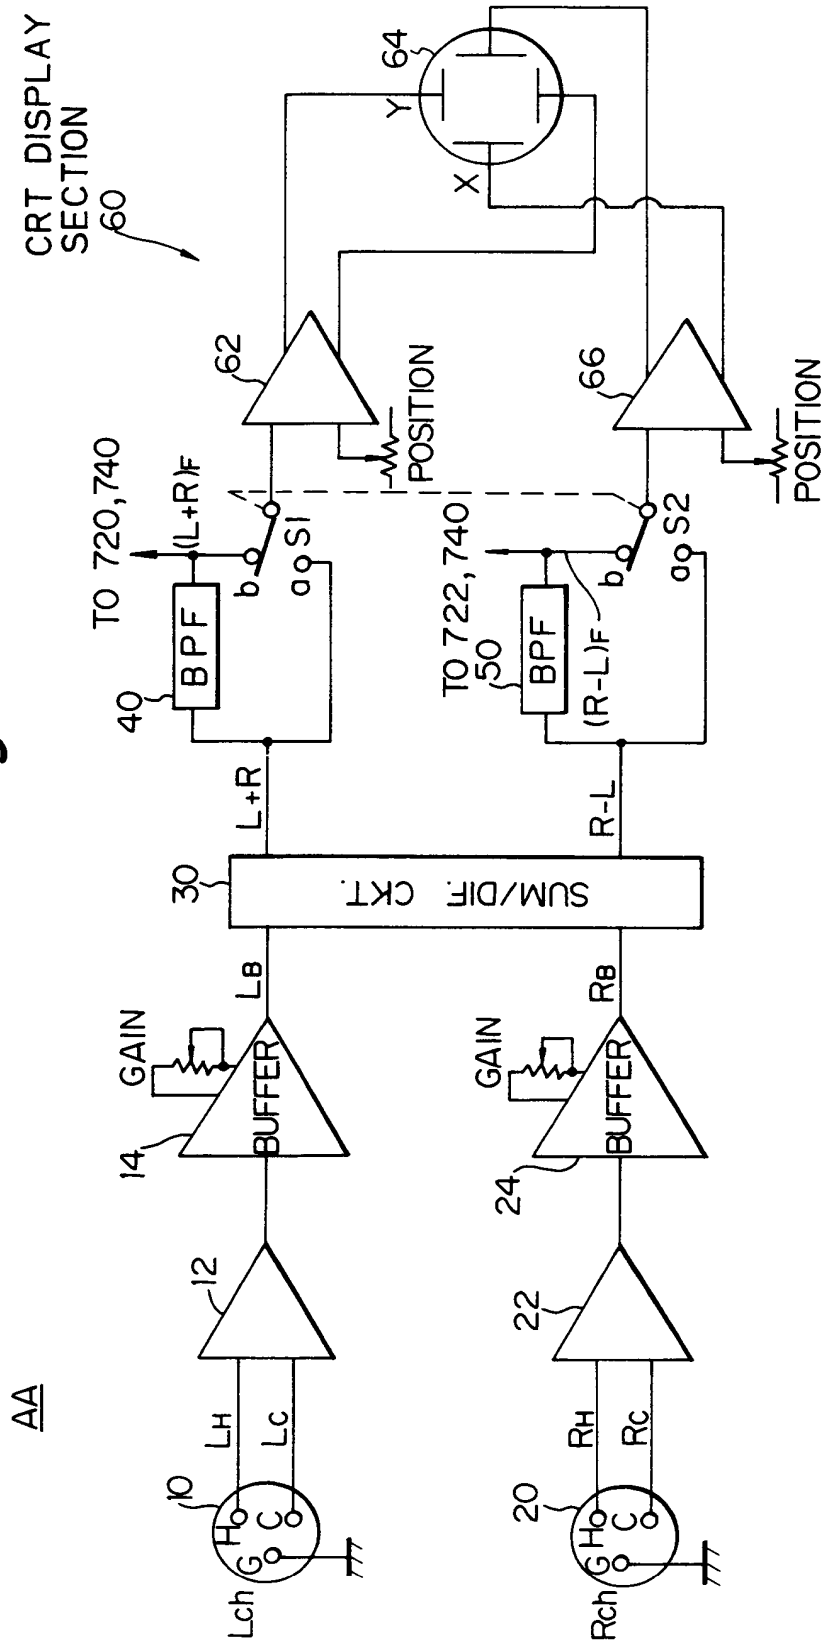 AA
CRT DISPLAY
SECTION
60
Lch
10
H
G
C
LH
LC
12
14
BUFFER
GAIN
LB
30
SUM/DIF. CKT.
L+R
40
BPF
TO 720,740
(L+R)F
b
a
S1
62
POSITION
Y
X
64
Rch
20
H
G
C
RH
RC
22
24
BUFFER
GAIN
RB
R-L
TO 722, 740
50
BPF
(R-L)F
b
a
S2
66
POSITION